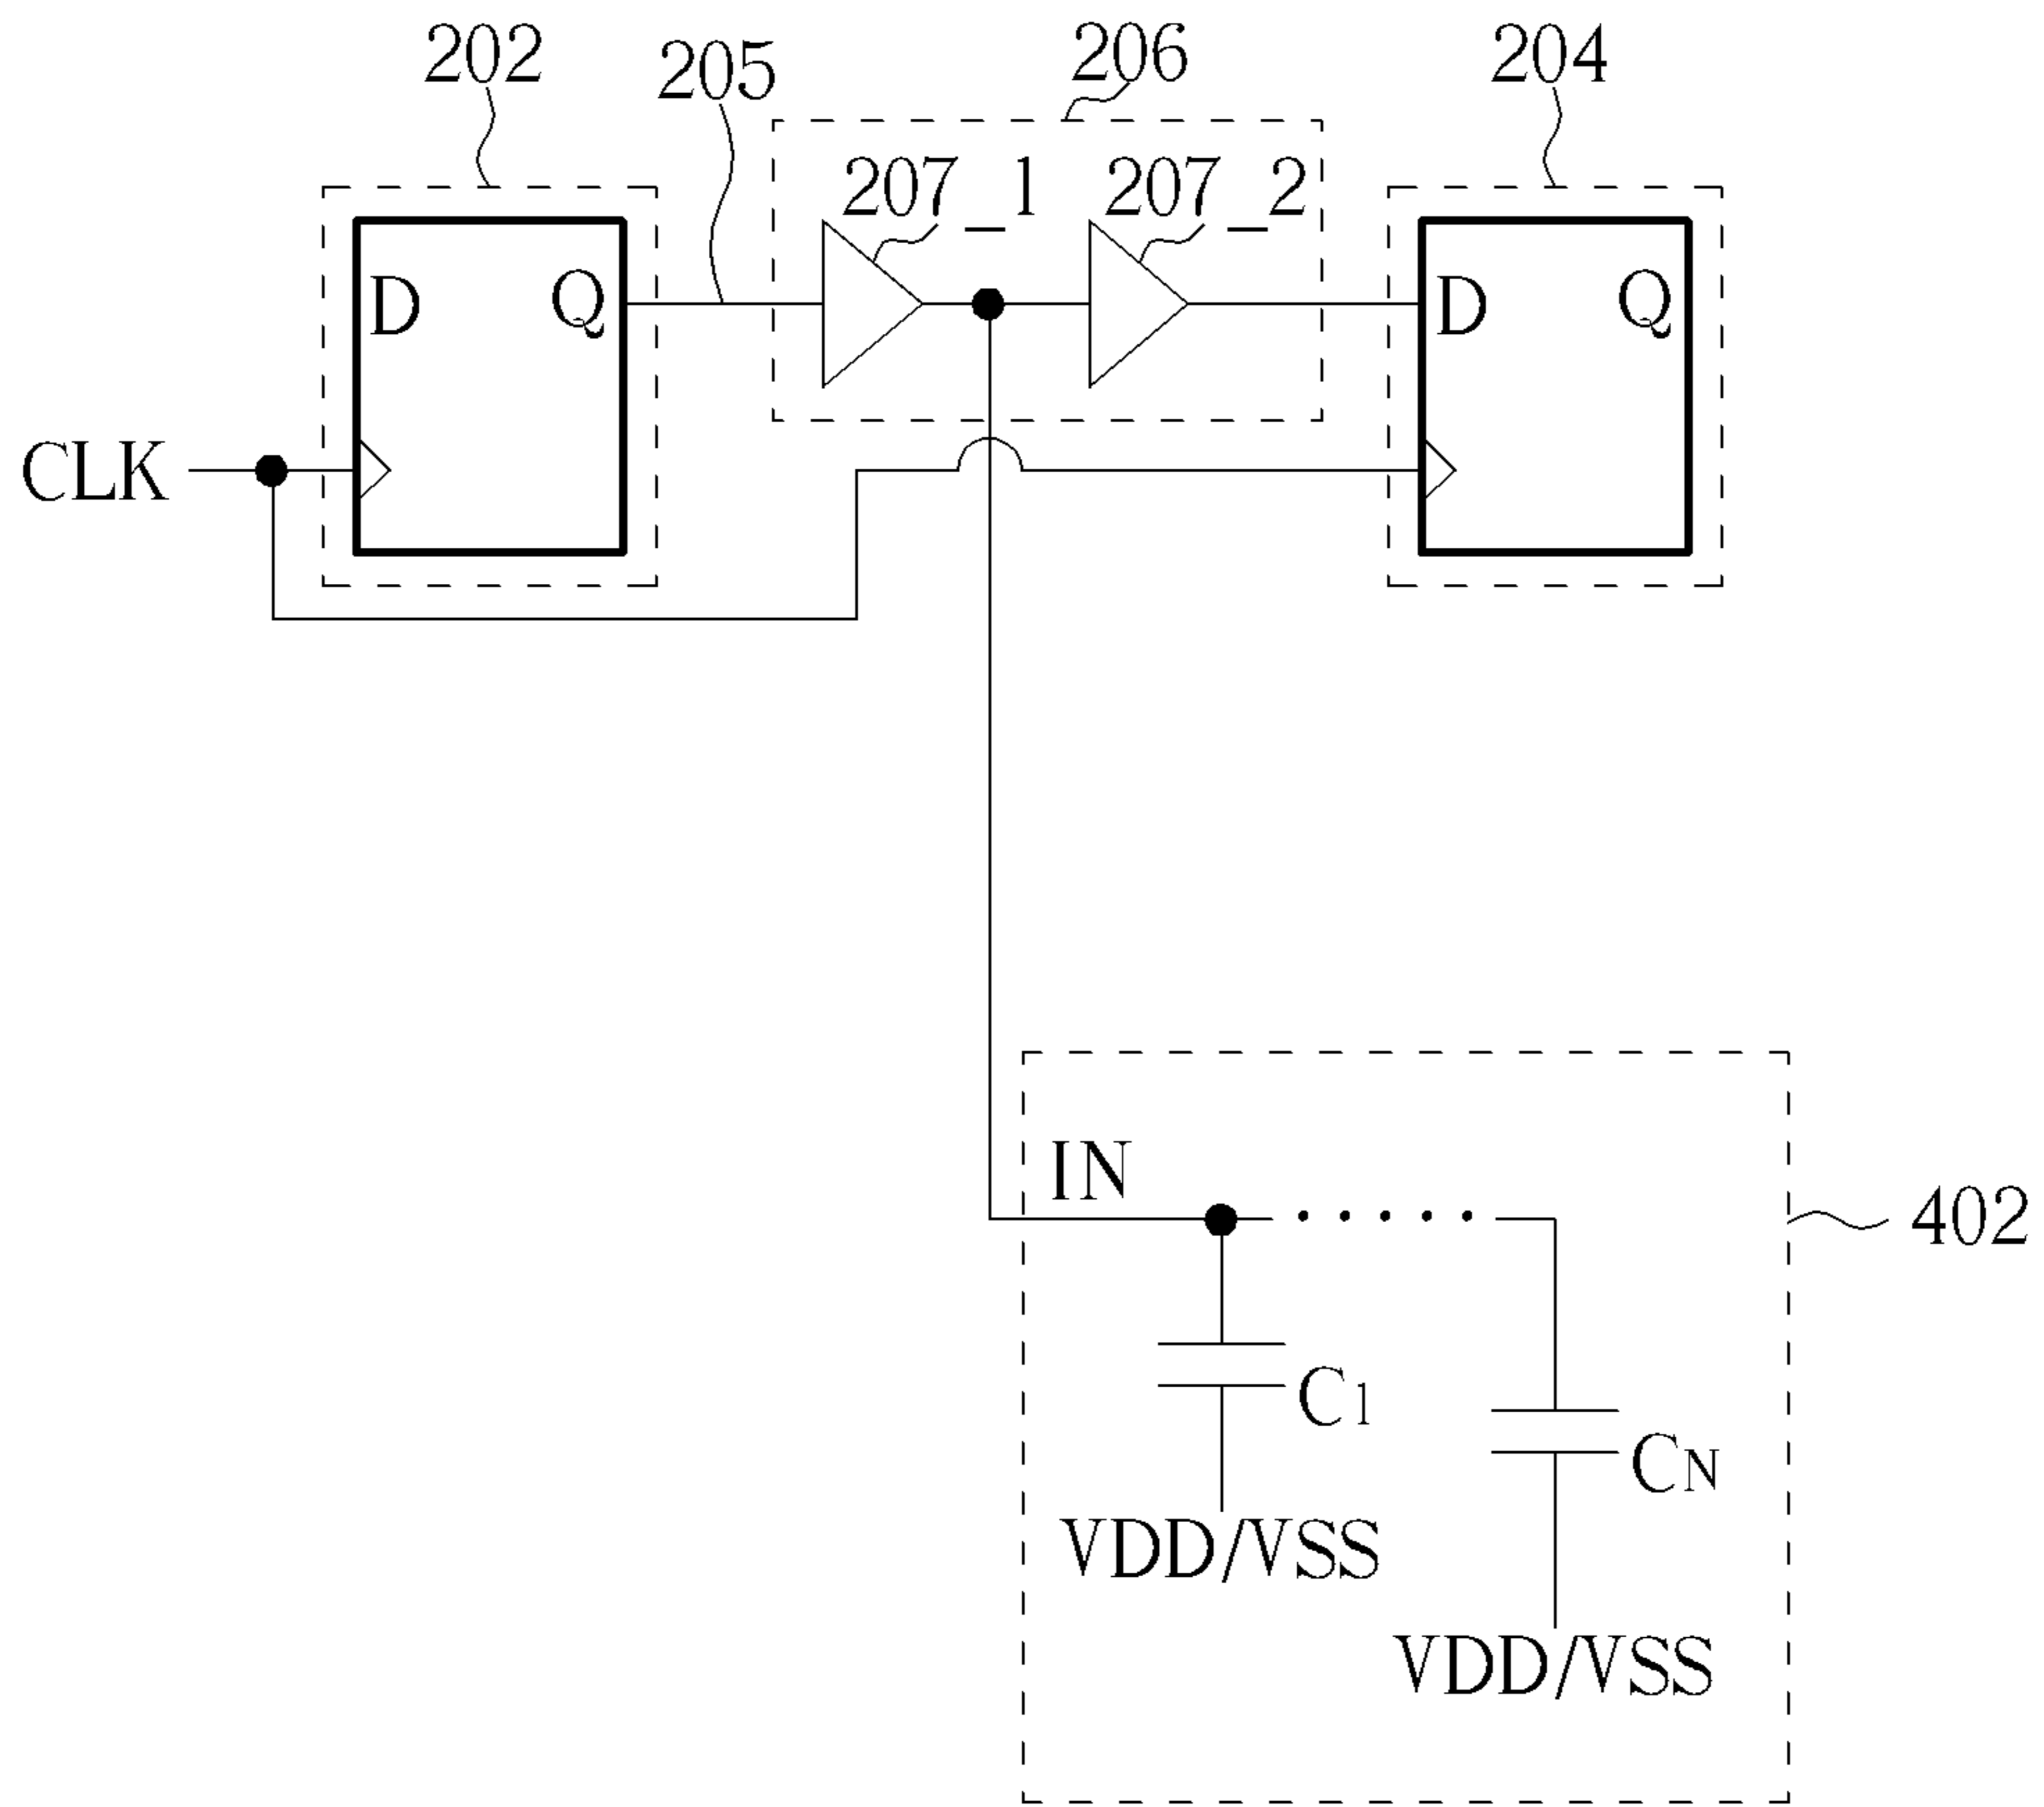 202
205
206
204
207_1
207_2
D
Q
D
Q
CLK
IN
402
C1
CN
VDD/VSS
VDD/VSS